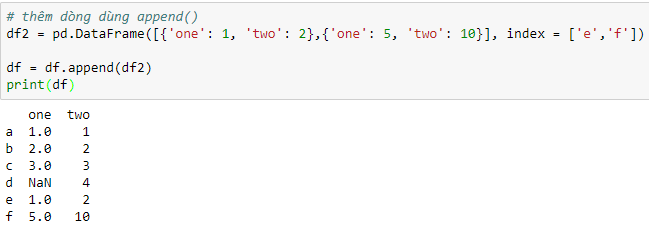 # thêm dòng dùng append()
df2 = pd.DataFrame([{'one': 1, 'two': 2},{'one': 5, 'two': 10}], index = ['e','f'])
df = df.append(df2)
print(df)
one two
a 1.0 1
b 2.0 2
c 3.0 3
d NaN 4
e 1.0 2
f 5.0 10